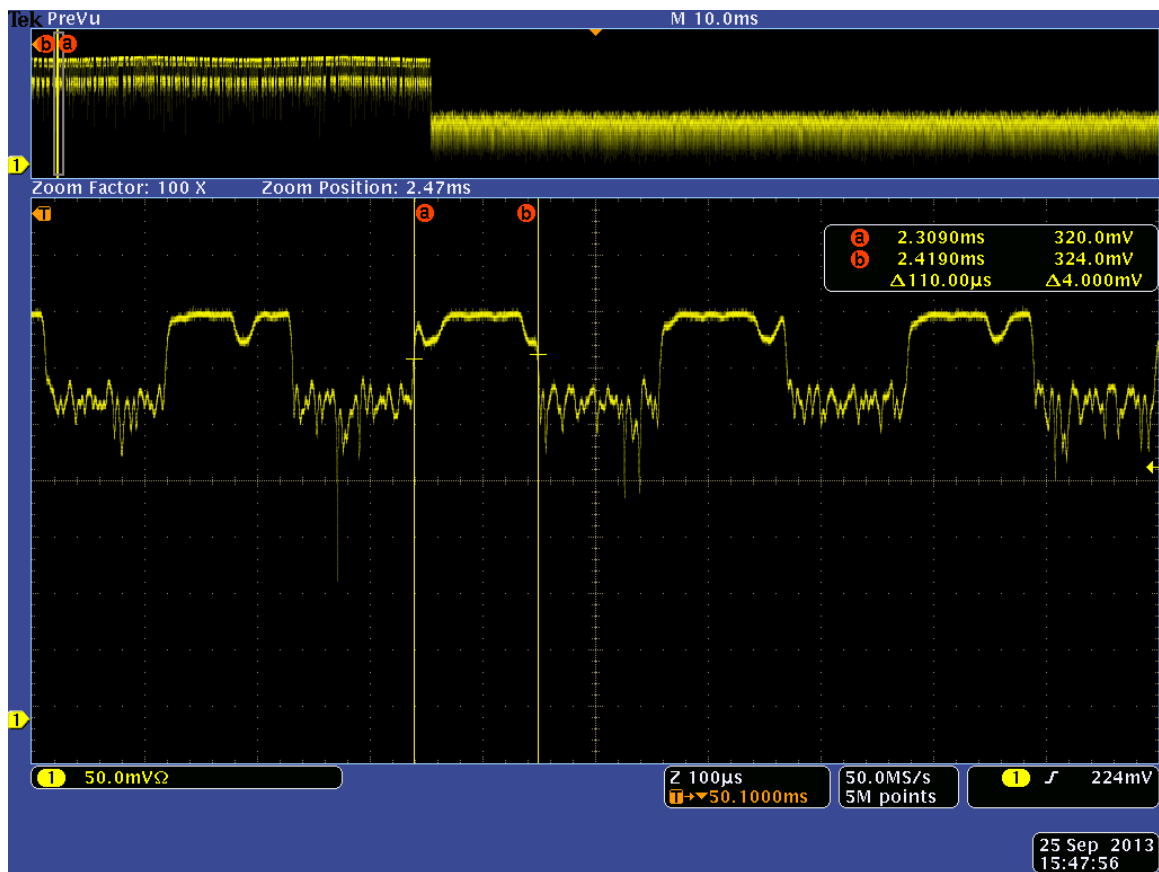 Tek PreVu M 10.0ms
b a
1
Zoom Factor: 100 X Zoom Position: 2.47ms
T a b
a 2.3090ms 320.0mV
b 2.4190ms 324.0mV
Δ110.00μs Δ4.000mV
1
1 50.0mVΩ
Z 100μs
T→▼50.1000ms
50.0MS/s
5M points
1 ʃ 224mV
25 Sep 2013
15:47:56